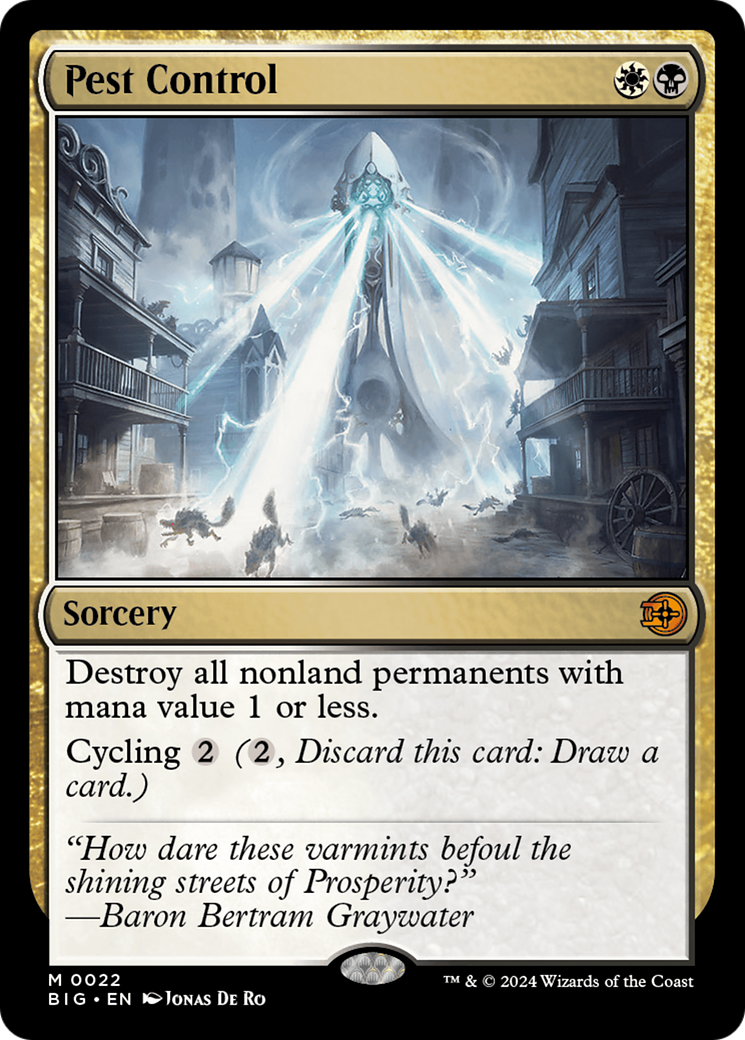 Pest Control
Sorcery
Destroy all nonland permanents with
mana value 1 or less.
Cycling 2 (2, Discard this card: Draw a
card.)
“How dare these varmints befoul the
shining streets of Prosperity?”
—Baron Bertram Graywater
M 0022
BIG • EN Jonas De Ro
™ & © 2024 Wizards of the Coast